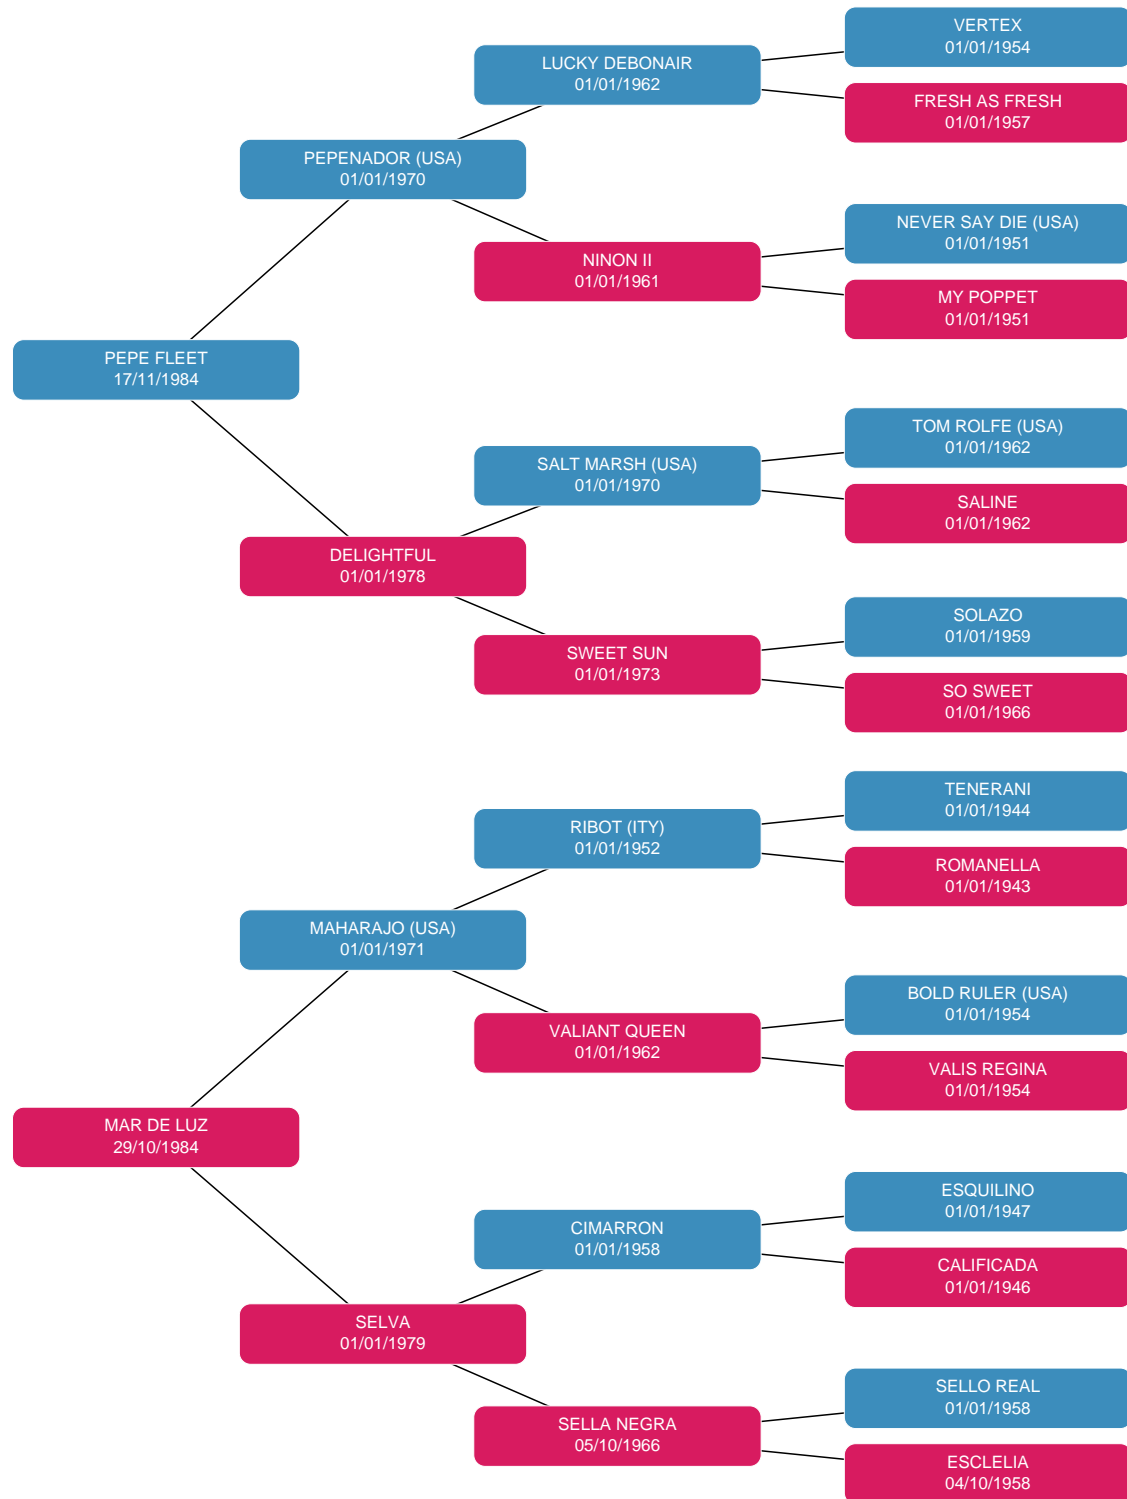 VERTEX
01/01/1954
LUCKY DEBONAIR
01/01/1962
FRESH AS FRESH
01/01/1957
PEPENADOR (USA)
01/01/1970
NEVER SAY DIE (USA)
01/01/1951
NINON II
01/01/1961
MY POPPET
01/01/1951
PEPE FLEET
17/11/1984
TOM ROLFE (USA)
01/01/1962
SALT MARSH (USA)
01/01/1970
SALINE
01/01/1962
DELIGHTFUL
01/01/1978
SOLAZO
01/01/1959
SWEET SUN
01/01/1973
SO SWEET
01/01/1966
TENERANI
01/01/1944
RIBOT (ITY)
01/01/1952
ROMANELLA
01/01/1943
MAHARAJO (USA)
01/01/1971
BOLD RULER (USA)
01/01/1954
VALIANT QUEEN
01/01/1962
VALIS REGINA
01/01/1954
MAR DE LUZ
29/10/1984
ESQUILINO
01/01/1947
CIMARRON
01/01/1958
CALIFICADA
01/01/1946
SELVA
01/01/1979
SELLO REAL
01/01/1958
SELLA NEGRA
05/10/1966
ESCLELIA
04/10/1958